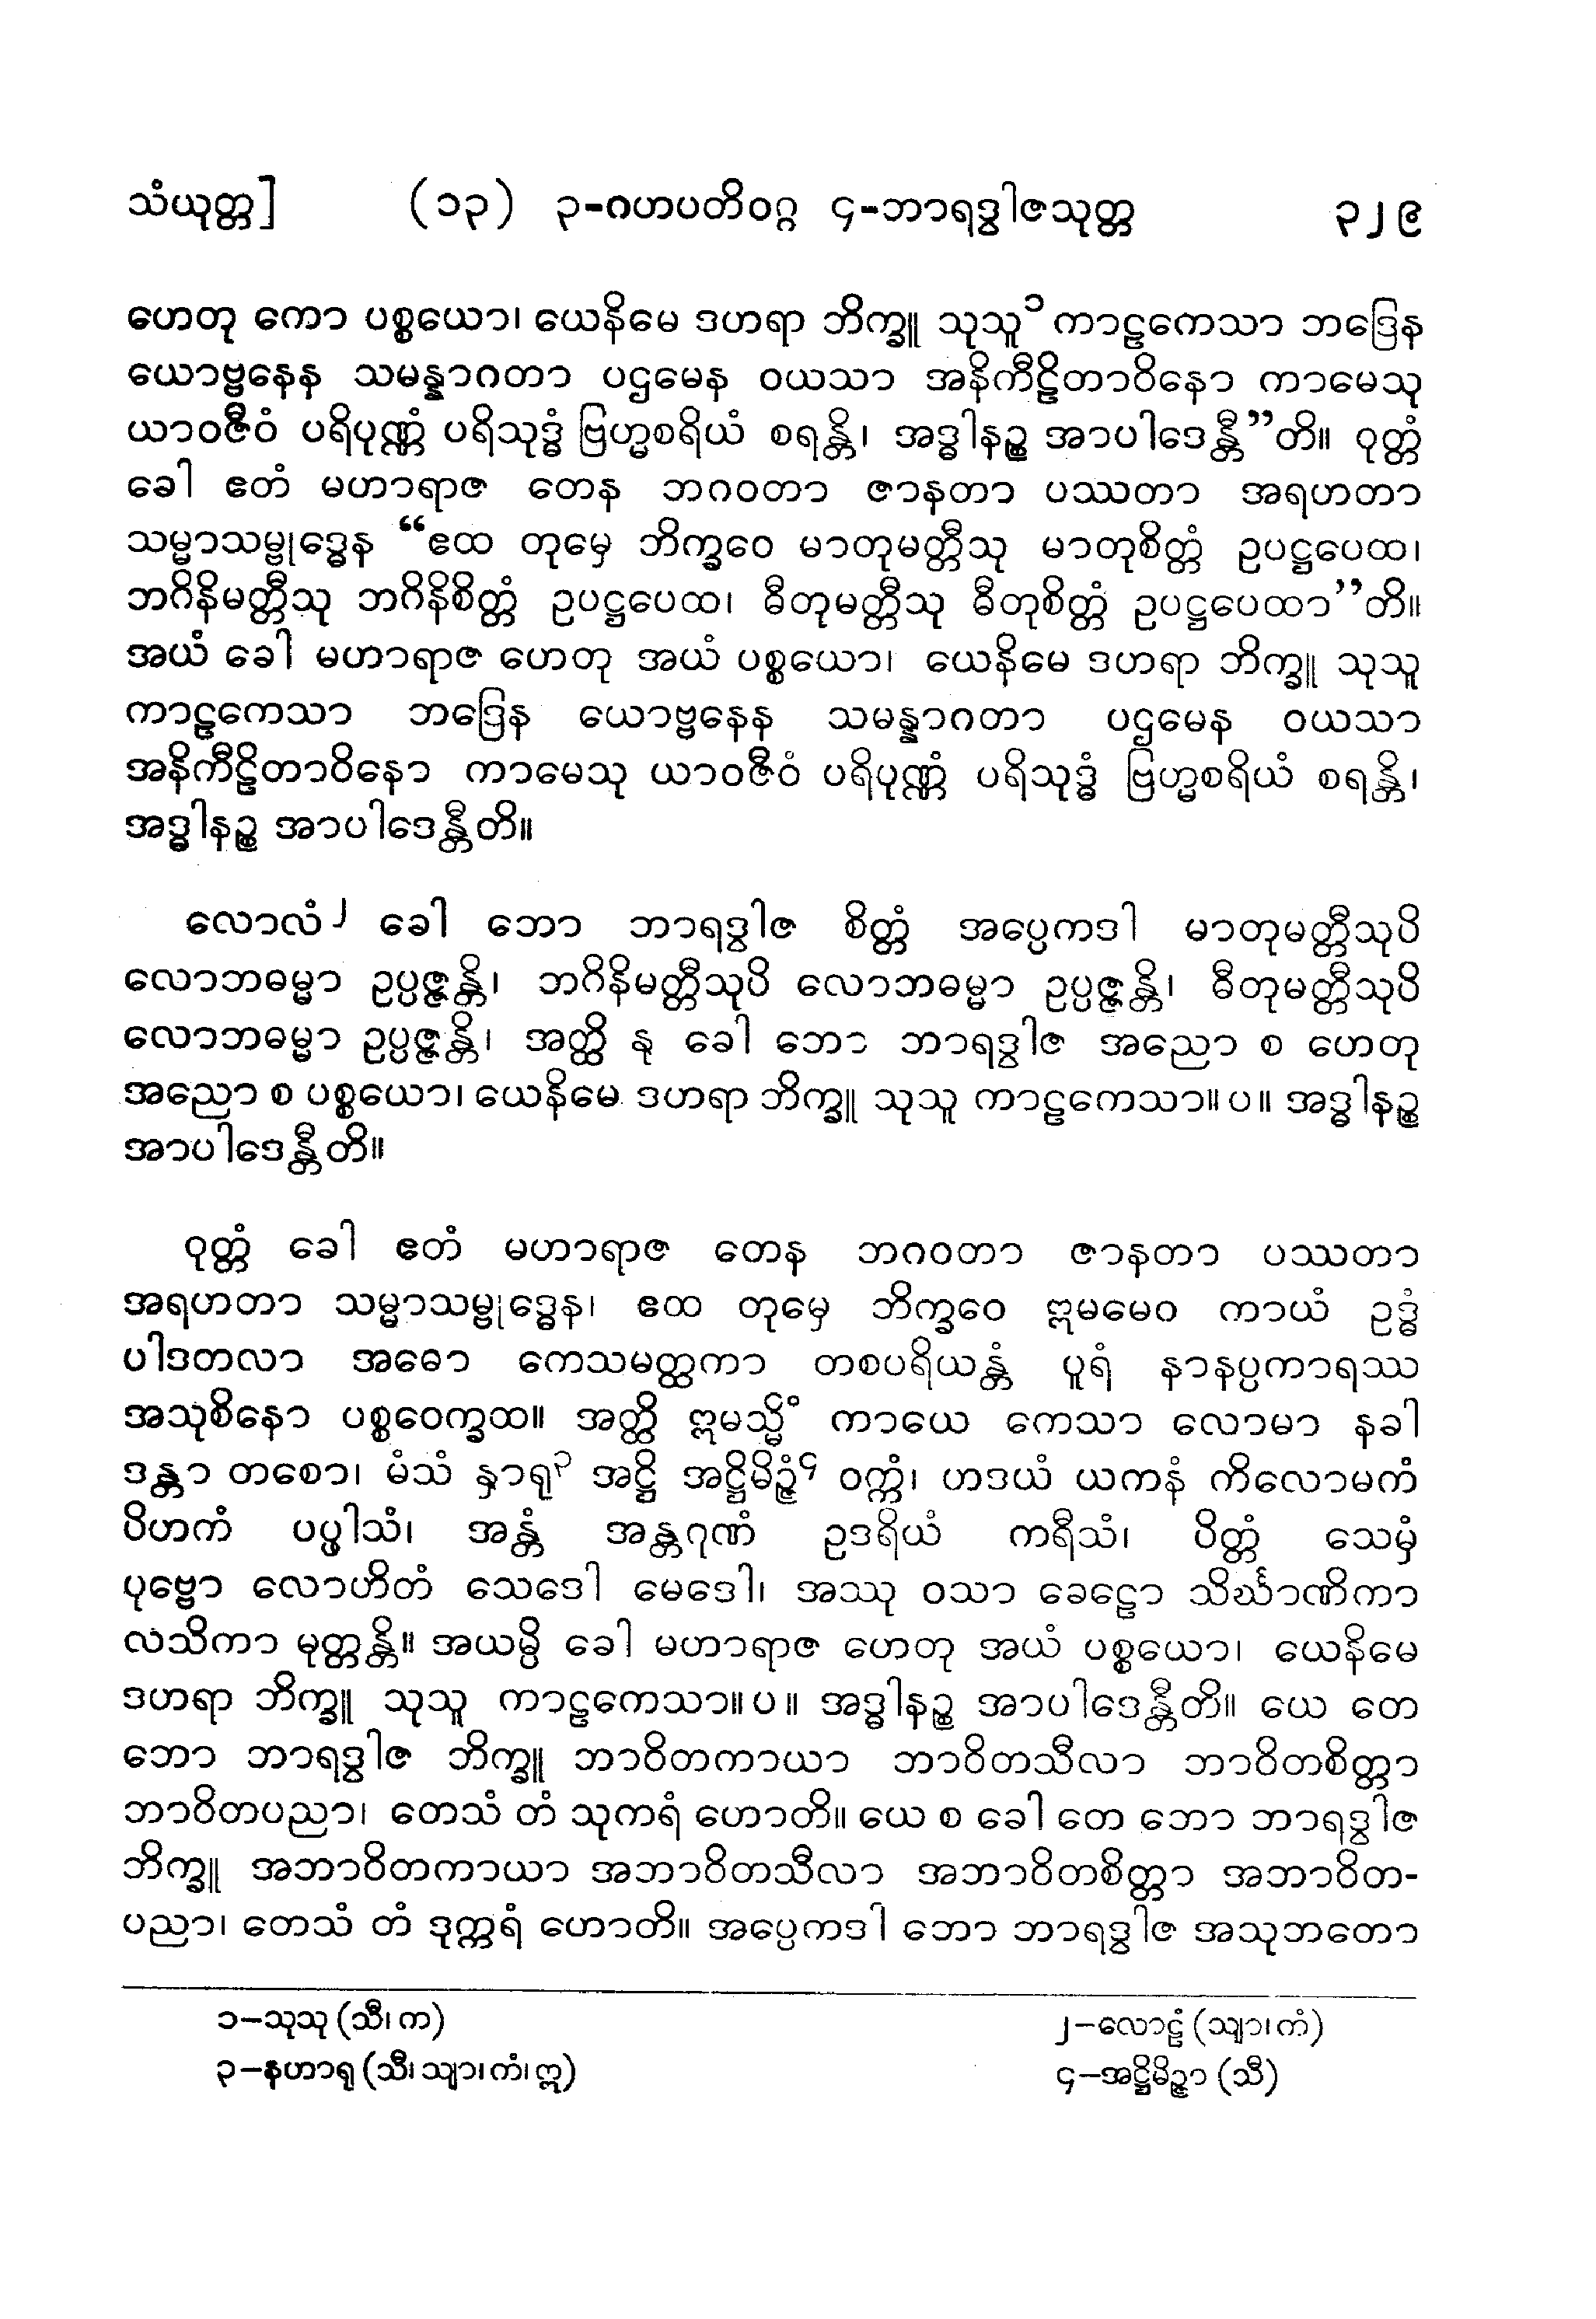 သံယုတ္တ] (၁၃) ၃-ဂဟပတိဝဂ္ဂ ၄-ဘာရဒွါဇသုတ္တ ၃၂၉
ဟေတု ကော ပစ္စယော၊ ယေနိမေ ဒဟရာ ဘိက္ခူ သုသူ၁ ကာဠကေသာ ဘဒြေန
ယောဗ္ဗနေန သမန္နာဂတာ ပဌမေန ဝယသာ အနိကီဠိတာဝိနော ကာမေသု
ယာဝဇီဝံ ပရိပုဏ္ဏံ ပရိသုဒ္ဓံ ဗြဟ္မစရိယံ စရန္တိ၊ အဒ္ဓါနဉ္စ အာပါဒေန္တီ”တိ။ ဝုတ္တံ
ခေါ ဧတံ မဟာရာဇ တေန ဘဂဝတာ ဇာနတာ ပဿတာ အရဟတာ
သမ္မာသမ္ဗုဒ္ဓေန “ဧထ တုမှေ ဘိက္ခဝေ မာတုမတ္တီသု မာတုစိတ္တံ ဥပဋ္ဌပေထ၊
ဘဂိနိမတ္တီသု ဘဂိနိစိတ္တံ ဥပဋ္ဌပေထ၊ ဓီတုမတ္တီသု ဓီတုစိတ္တံ ဥပဋ္ဌပေထာ”တိ။
အယံ ခေါ မဟာရာဇ ဟေတု အယံ ပစ္စယော၊ ယေနိမေ ဒဟရာ ဘိက္ခူ သုသူ
ကာဠကေသာ ဘဒြေန ယောဗ္ဗနေန သမန္နာဂတာ ပဌမေန ဝယသာ
အနိကီဠိတာဝိနော ကာမေသု ယာဝဇီဝံ ပရိပုဏ္ဏံ ပရိသုဒ္ဓံ ဗြဟ္မစရိယံ စရန္တိ၊
အဒ္ဓါနဉ္စ အာပါဒေန္တီတိ။
လောလံ၂ ခေါ ဘော ဘာရဒွါဇ စိတ္တံ အပ္ပေကဒါ မာတုမတ္တီသုပိ
လောဘဓမ္မာ ဥပ္ပဇ္ဇန္တိ၊ ဘဂိနိမတ္တီသုပိ လောဘဓမ္မာ ဥပ္ပဇ္ဇန္တိ၊ ဓီတုမတ္တီသုပိ
လောဘဓမ္မာ ဥပ္ပဇ္ဇန္တိ၊ အတ္ထိ နု ခေါ ဘော ဘာရဒွါဇ အညော စ ဟေတု
အညော စ ပစ္စယော၊ ယေနိမေ ဒဟရာ ဘိက္ခူ သုသူ ကာဠကေသာ။ပ။ အဒ္ဓါနဉ္စ
အာပါဒေန္တီတိ။
ဝုတ္တံ ခေါ ဧတံ မဟာရာဇ တေန ဘဂဝတာ ဇာနတာ ပဿတာ
အရဟတာ သမ္မာသမ္ဗုဒ္ဓေန၊ ဧထ တုမှေ ဘိက္ခဝေ ဣမမေဝ ကာယံ ဥဒ္ဓံ
ပါဒတလာ အဓော ကေသမတ္ထကာ တစပရိယန္တံ ပူရံ နာနပ္ပကာရဿ
အသုစိနော ပစ္စဝေက္ခထ။ အတ္ထိ ဣမသ္မိံ ကာယေ ကေသာ လောမာ နခါ
ဒန္တာ တစော၊ မံသံ နှာရု၃ အဋ္ဌိ အဋ္ဌိမိဉ္ဇံ၄ ဝက္ကံ၊ ဟဒယံ ယကနံ ကိလောမကံ
ပိဟကံ ပပ္ဖါသံ၊ အန္တံ အန္တဂုဏံ ဥဒရိယံ ကရီသံ၊ ပိတ္တံ သေမှံ
ပုဗ္ဗော လောဟိတံ သေဒေါ မေဒေါ၊ အဿု ဝသာ ခေဠော သိင်္ဃာဏိကာ
လသိကာ မုတ္တန္တိ။ အယမ္ပိ ခေါ မဟာရာဇ ဟေတု အယံ ပစ္စယော၊ ယေနိမေ
ဒဟရာ ဘိက္ခူ သုသူ ကာဠကေသာ။ပ။ အဒ္ဓါနဉ္စ အာပါဒေန္တီတိ။ ယေ တေ
ဘော ဘာရဒွါဇ ဘိက္ခူ ဘာဝိတကာယာ ဘာဝိတသီလာ ဘာဝိတစိတ္တာ
ဘာဝိတပညာ၊ တေသံ တံ သုကရံ ဟောတိ။ ယေ စ ခေါ တေ ဘော ဘာရဒွါဇ
ဘိက္ခူ အဘာဝိတကာယာ အဘာဝိတသီလာ အဘာဝိတစိတ္တာ အဘာဝိတ-
ပညာ၊ တေသံ တံ ဒုက္ကရံ ဟောတိ။ အပ္ပေကဒါ ဘော ဘာရဒွါဇ အသုဘတော
၁-သုသု (သီ၊ က) ၂-လောဠံ (သျာ၊ ကံ)
၃-နဟာရု (သီ၊ သျာ၊ ကံ၊ ဣ) ၄-အဋ္ဌိမိဉ္ဇာ (သီ)